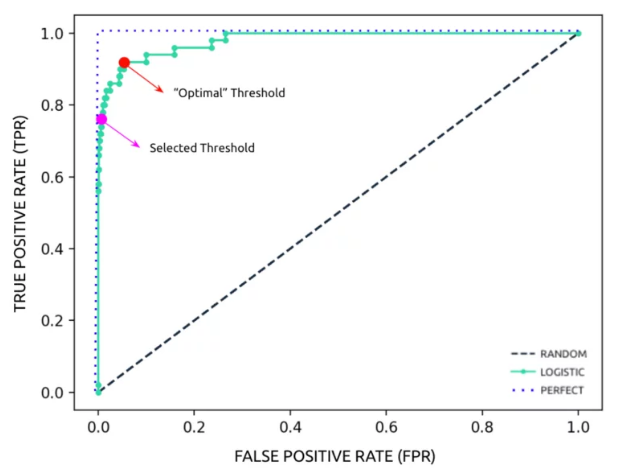 1.0
0.8
0.6
0.4
0.2
0.0
TRUE POSITIVE RATE (TPR)
“Optimal” Threshold
Selected Threshold
RANDOM
LOGISTIC
PERFECT
0.0 0.2 0.4 0.6 0.8 1.0
FALSE POSITIVE RATE (FPR)